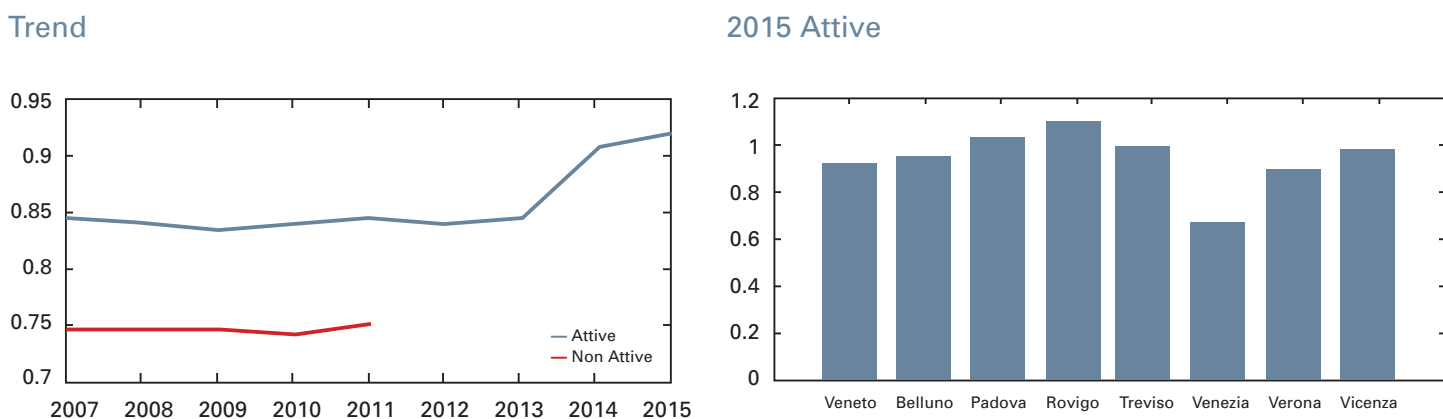 Trend
0.95
0.9
0.85
0.8
0.75
0.7
2007 2008 2009 2010 2011 2012 2013 2014 2015
Attive
Non Attive
2015 Attive
1.2
1
0.8
0.6
0.4
0.2
0
Veneto Belluno Padova Rovigo Treviso Venezia Verona Vicenza